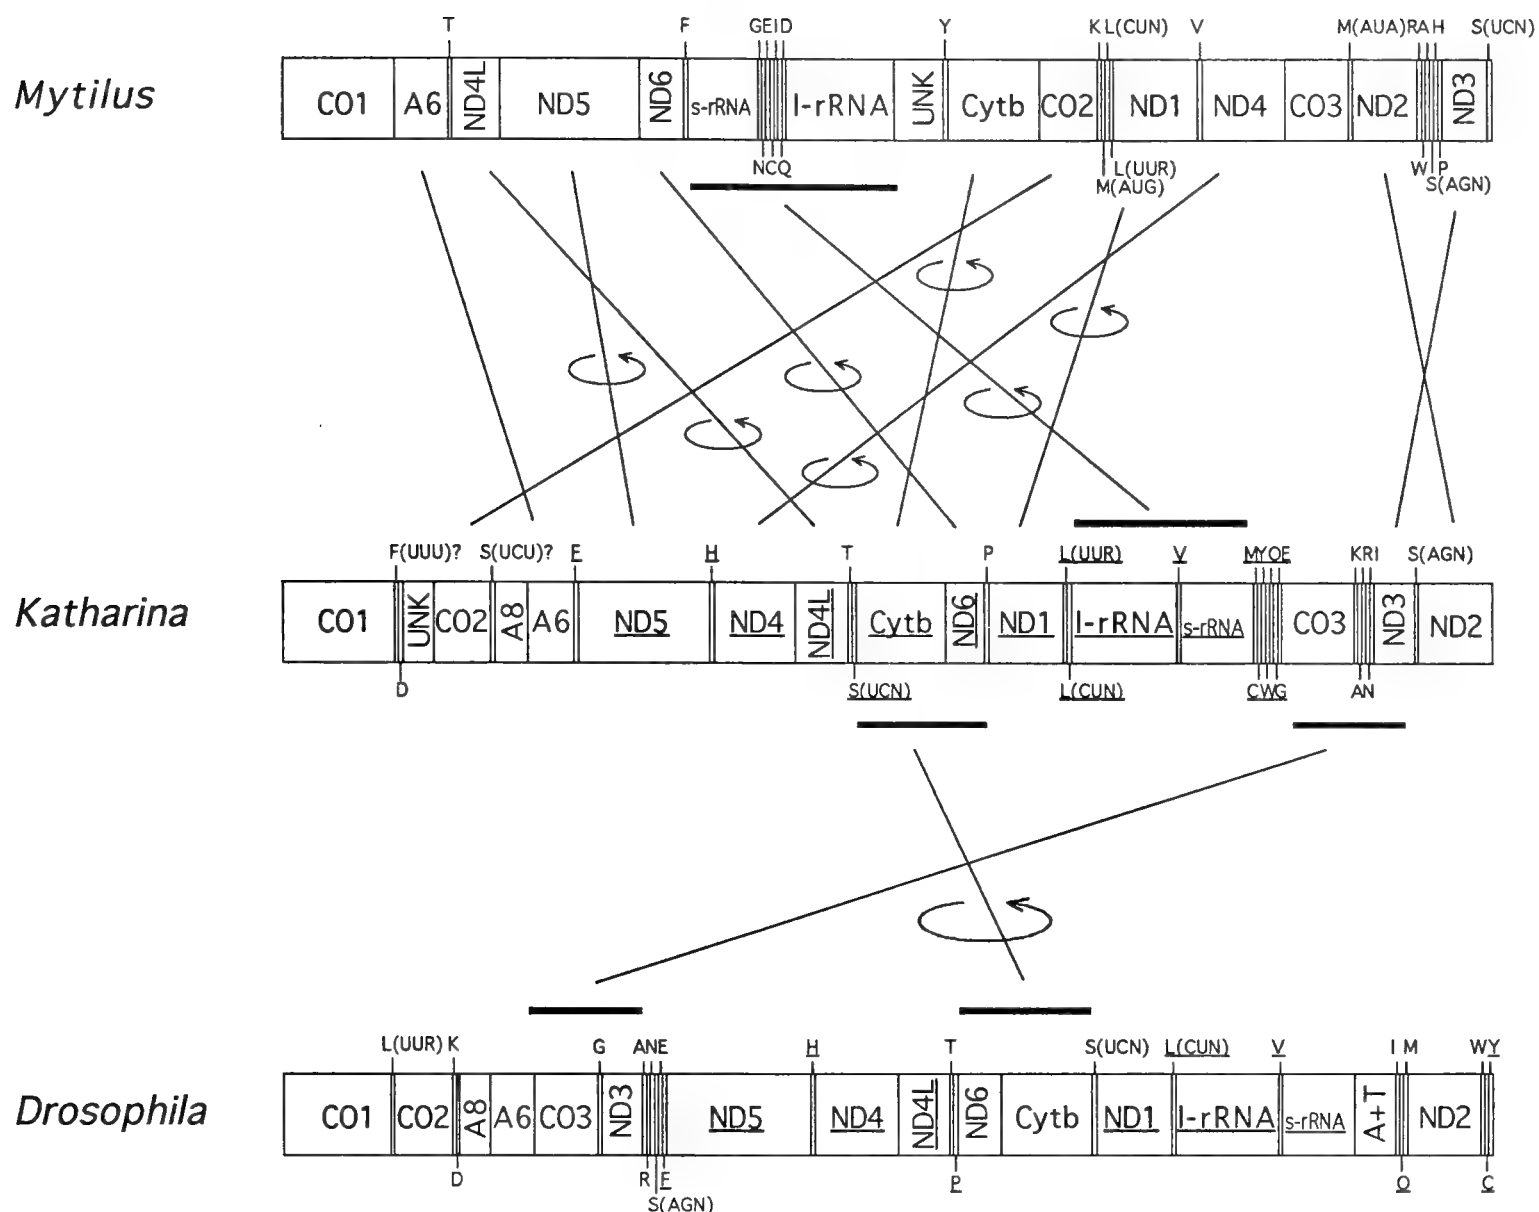 T F GEID Y K L(CUN) V M(AUA)RAH S(UCN)
Mytilus CO1 A6 ND4L ND5 ND6 s-rRNA l-rRNA UNK Cytb CO2 ND1 ND4 CO3 ND2 ND3
NCQ L(UUR) W P
M(AUG) S(AGN)
F(UUU)? S(UCU)? F H T P L(UUR) V MYQE KRI S(AGN)
Katharina CO1 UNK CO2 A8 A6 ND5 ND4 ND4L Cytb ND6 ND1 l-rRNA s-rRNA CO3 ND3 ND2
D S(UCN) L(CUN) CWG AN
L(UUR) K G ANE H T S(UCN) L(CUN) V I M WY
Drosophila CO1 CO2 A8 A6 CO3 ND3 ND5 ND4 ND4L ND6 Cytb ND1 l-rRNA s-rRNA A+T ND2
D R F P Q C
S(AGN)